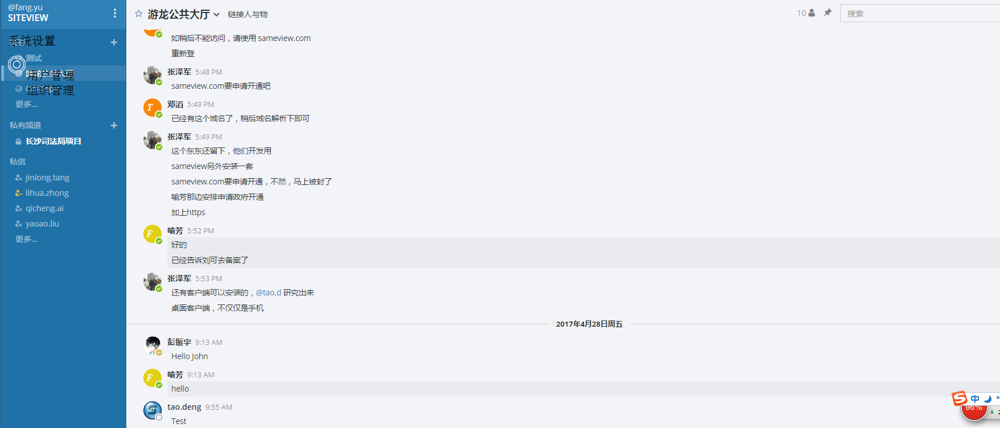 @fang.yu
SITEVIEW
系统设置
测试
游龙公共大厅
用户管理
组织管理
更多...
私有频道
长沙司法局项目
私信
jinlong.tang
lihua.zhong
qicheng.ai
yaoao.liu
更多...
游龙公共大厅 链接人与物
10
搜索
如稍后不能访问，请使用 sameview.com
重新登
张泽军 5:48 PM
sameview.com要申请开通吧
T
邓滔 5:49 PM
已经有这个域名了，稍后域名解析下即可
张泽军 5:49 PM
这个东东还留下，他们开发用
sameview另外安装一套
sameview.com要申请开通，不然，马上被封了
喻芳那边安排申请政府开通
加上https
F
喻芳 5:52 PM
好的
已经告诉刘可去备案了
张泽军 5:53 PM
还有客户端可以安装的，@tao.d 研究出来
桌面客户端，不仅仅是手机
2017年4月28日周五
彭振宇 9:13 AM
Hello John
F
喻芳 9:13 AM
hello
tao.deng 9:55 AM
Test
S 中
96%